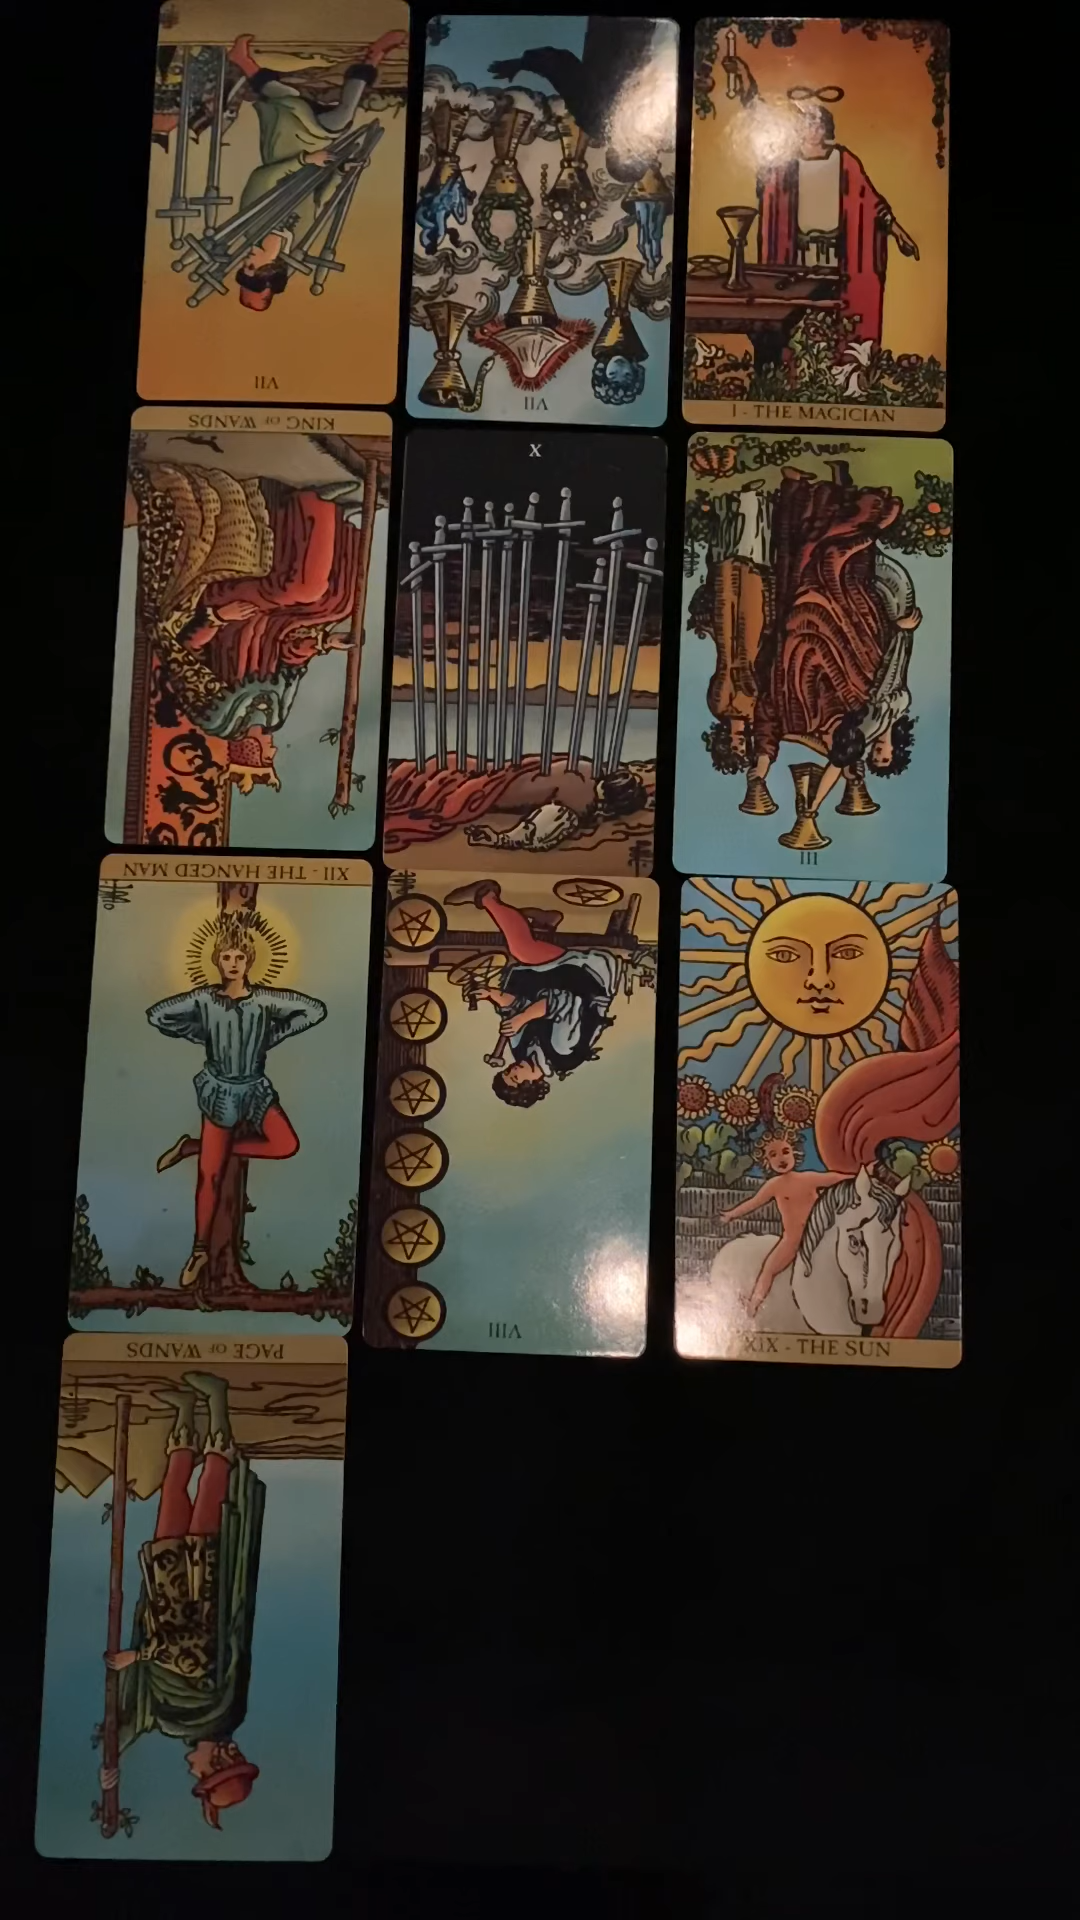 VII
VII
I - THE MAGICIAN
KING OF WANDS
X
III
XII - THE HANGED MAN
VIII
XIX - THE SUN
PAGE OF WANDS